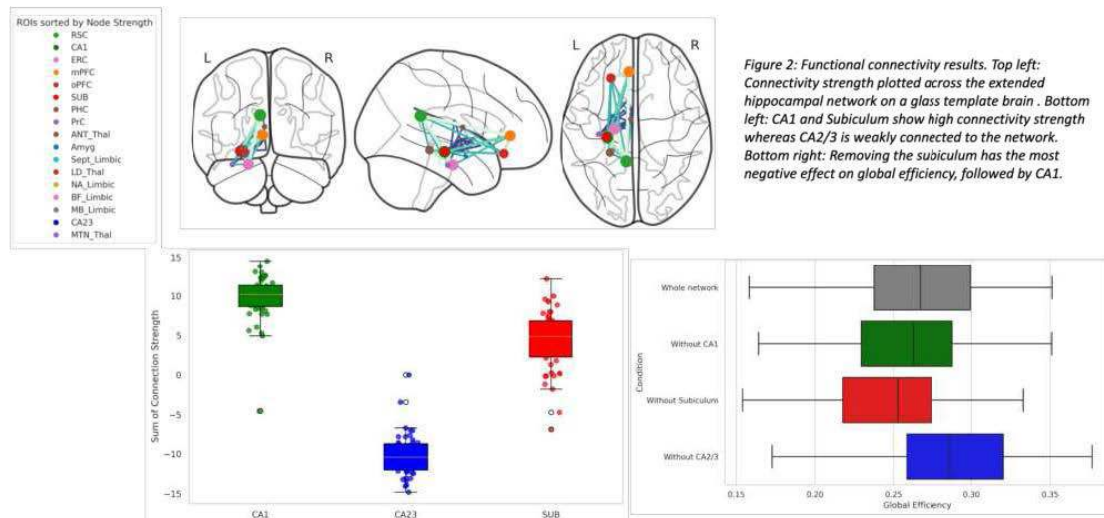 ROIs sorted by Node Strength
RSC
CA1
ERC
mPFC
oPFC
SUB
PHC
PrC
ANT_Thal
Amyg
Sept_Limbic
LD_Thal
NA_Limbic
BF_Limbic
MB_Limbic
CA23
MTN_Thal
L
R
L
R
Figure 2: Functional connectivity results. Top left:
Connectivity strength plotted across the extended
hippocampal network on a glass template brain . Bottom
left: CA1 and Subiculum show high connectivity strength
whereas CA2/3 is weakly connected to the network.
Bottom right: Removing the subiculum has the most
negative effect on global efficiency, followed by CA1.
Sum of Connection Strength
15
10
5
0
−5
−10
−15
CA1
CA23
SUB
Condition
Whole network
Without CA1
Without Subiculum
Without CA2/3
0.15
0.20
0.25
0.30
0.35
Global Efficiency